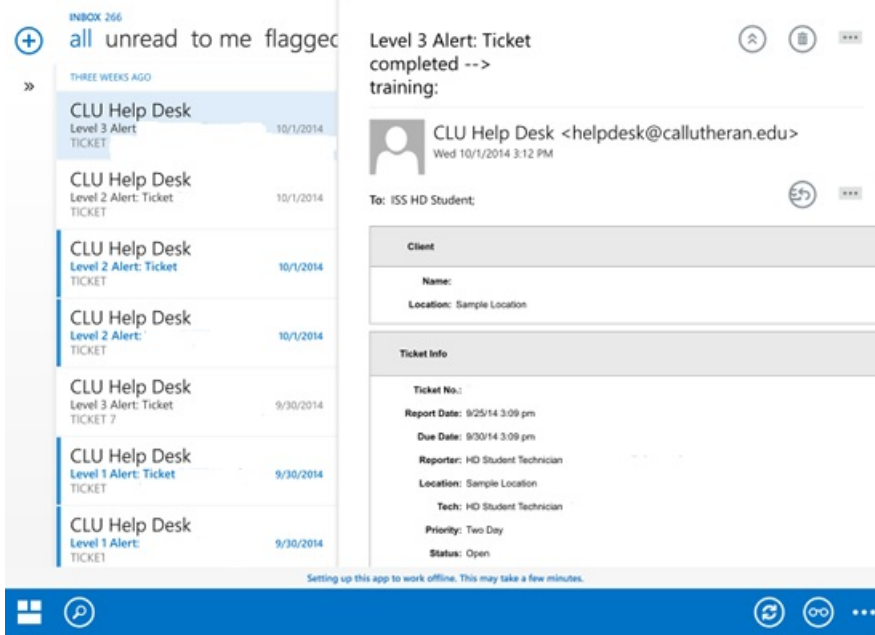 INBOX 266
all unread to me flagged
THREE WEEKS AGO
CLU Help Desk
Level 3 Alert 10/1/2014
TICKET
CLU Help Desk
Level 2 Alert: Ticket 10/1/2014
TICKET
CLU Help Desk
Level 2 Alert: Ticket 10/1/2014
TICKET
CLU Help Desk
Level 2 Alert: 10/1/2014
TICKET
CLU Help Desk
Level 3 Alert: Ticket 9/30/2014
TICKET 7
CLU Help Desk
Level 1 Alert: Ticket 9/30/2014
TICKET
CLU Help Desk
Level 1 Alert: 9/30/2014
TICKET
Level 3 Alert: Ticket
completed -->
training:
CLU Help Desk <helpdesk@callutheran.edu>
Wed 10/1/2014 3:12 PM
To: ISS HD Student;
Client
Name:
Location: Sample Location
Ticket Info
Ticket No.:
Report Date: 9/25/14 3:09 pm
Due Date: 9/30/14 3:09 pm
Reporter: HD Student Technician
Location: Sample Location
Tech: HD Student Technician
Priority: Two Day
Status: Open
Setting up this app to work offline. This may take a few minutes.